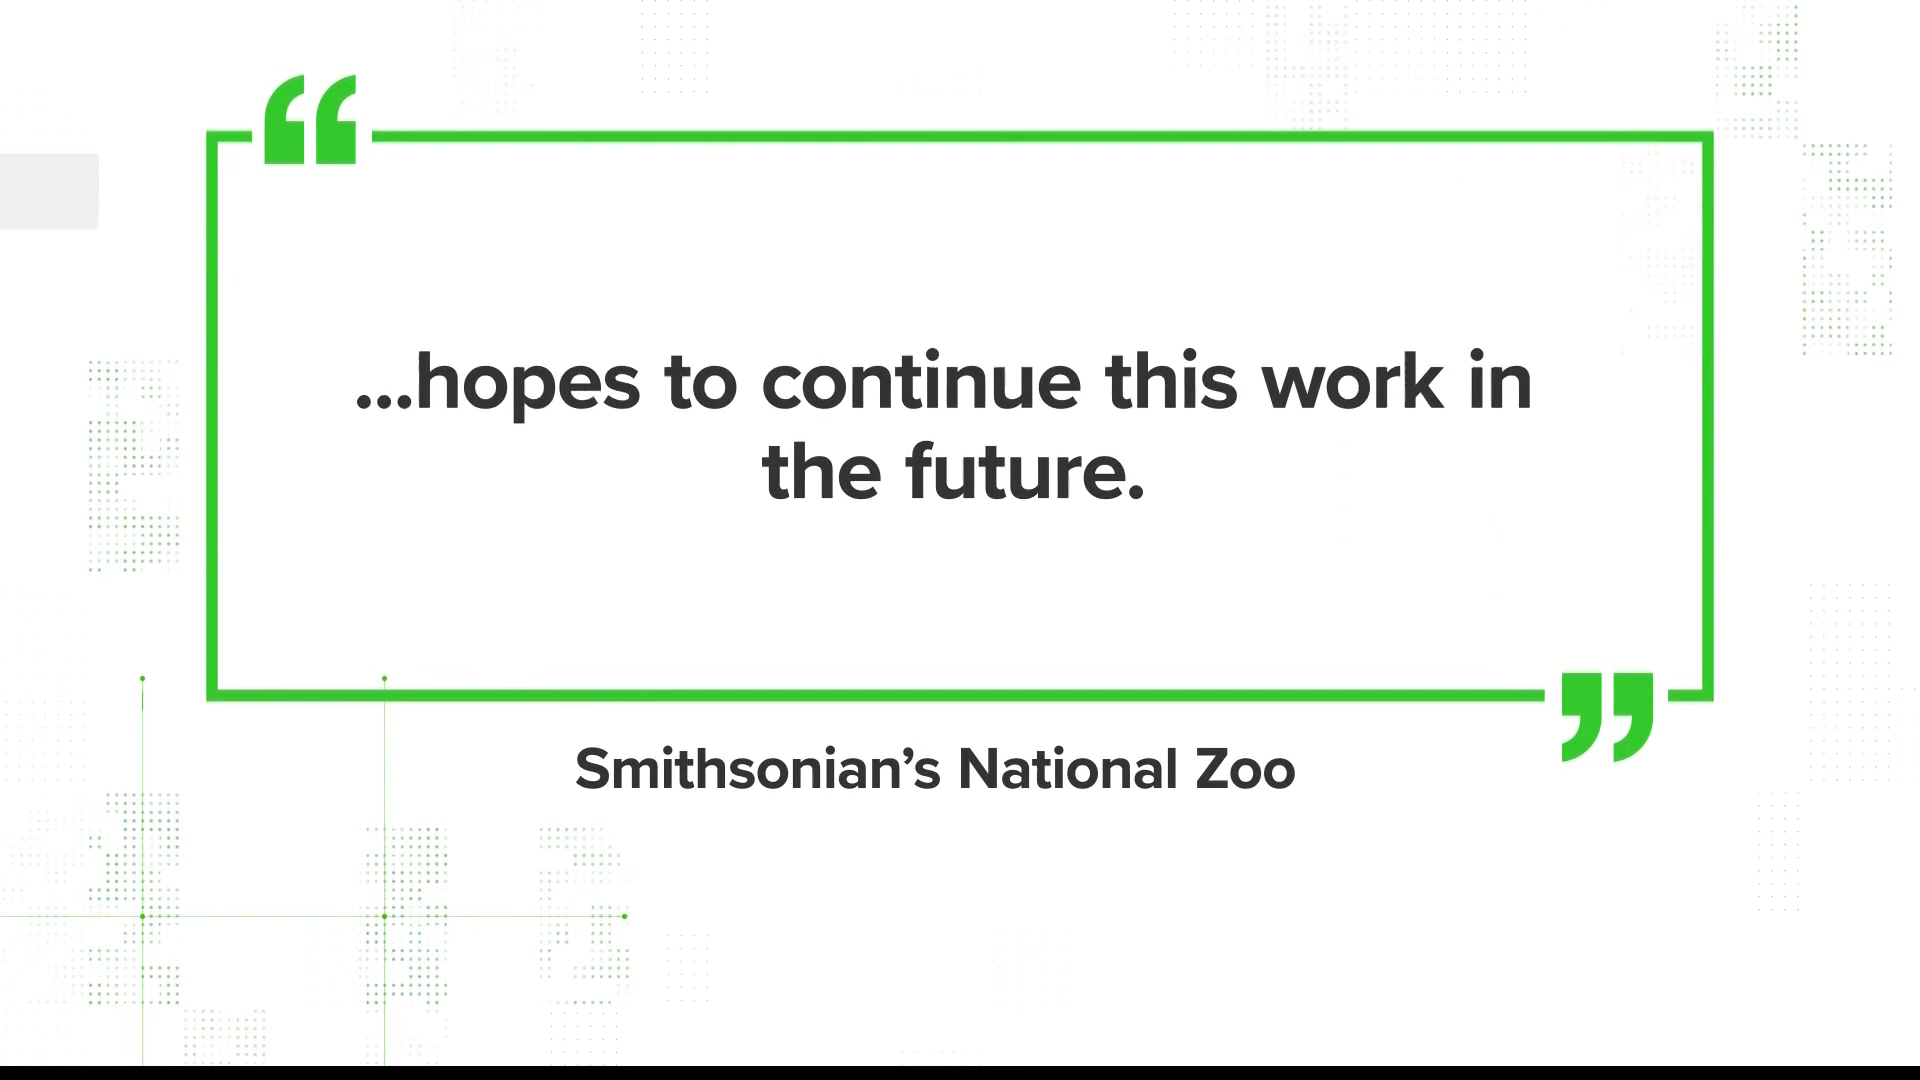 “
...hopes to continue this work in
the future.
”
Smithsonian’s National Zoo